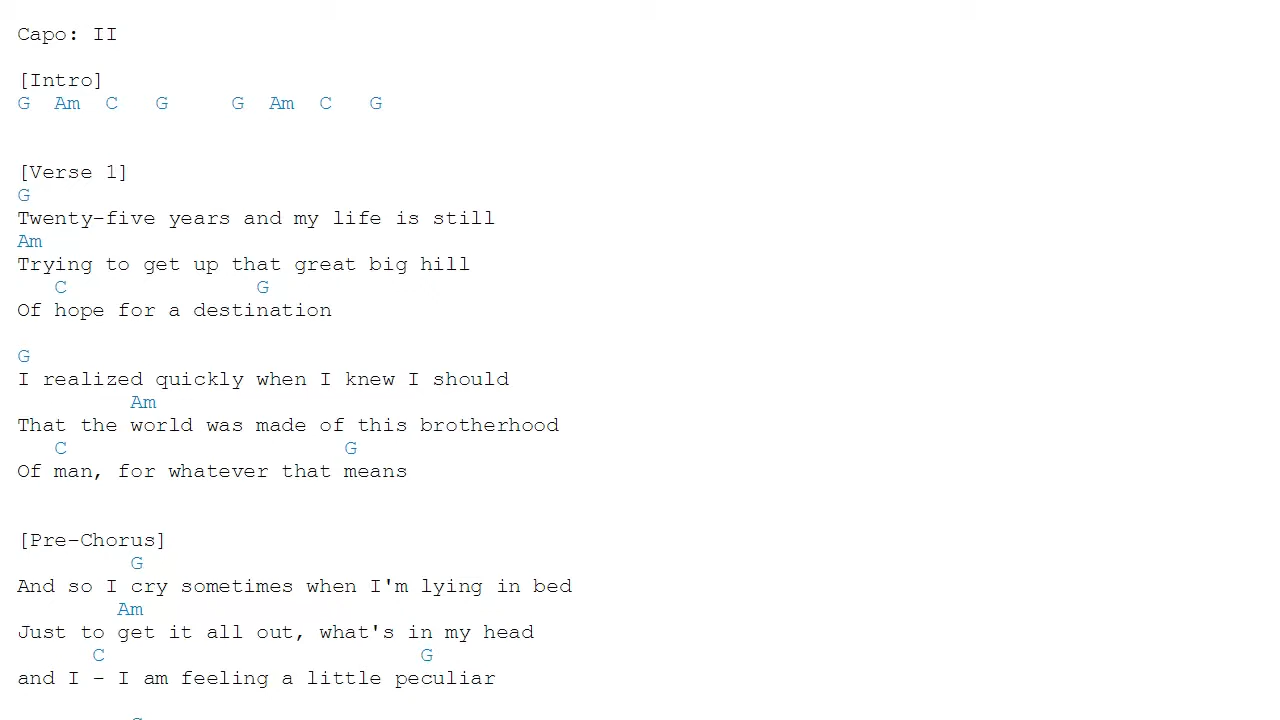 Capo: II
[Intro]
G  Am  C   G     G  Am  C   G
[Verse 1]
G
Twenty-five years and my life is still
Am
Trying to get up that great big hill
   C               G
Of hope for a destination
G
I realized quickly when I knew I should
         Am
That the world was made of this brotherhood
   C                      G
Of man, for whatever that means
[Pre-Chorus]
         G
And so I cry sometimes when I'm lying in bed
        Am
Just to get it all out, what's in my head
      C                         G
and I - I am feeling a little peculiar